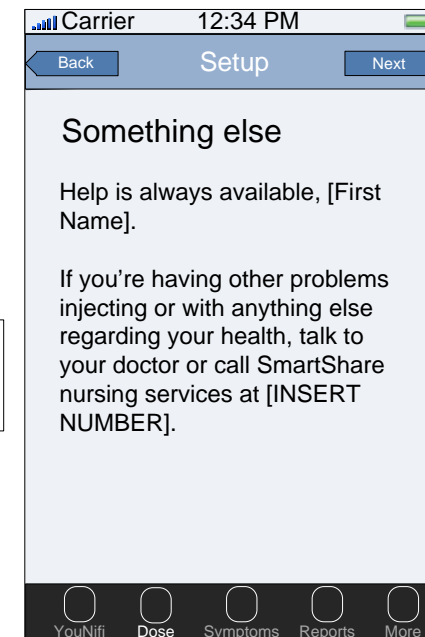 Carrier 12:34 PM
Back Setup Next
Something else
Help is always available, [First
Name].
If you’re having other problems
injecting or with anything else
regarding your health, talk to
your doctor or call SmartShare
nursing services at [INSERT
NUMBER].
YouNifi Dose Symptoms Reports More